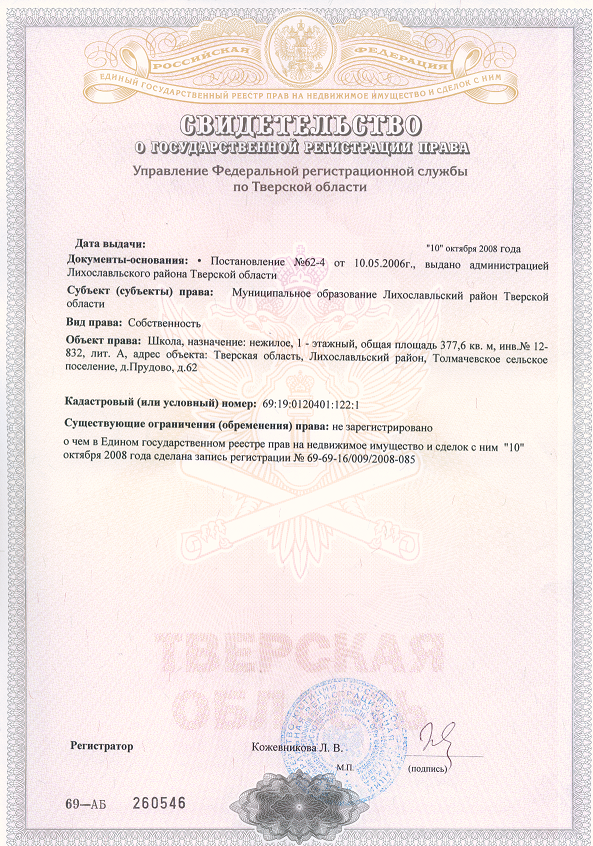 РОССИЙСКАЯ ФЕДЕРАЦИЯ
ЕДИНЫЙ ГОСУДАРСТВЕННЫЙ РЕЕСТР ПРАВ НА НЕДВИЖИМОЕ ИМУЩЕСТВО И СДЕЛОК С НИМ
СВИДЕТЕЛЬСТВО
О ГОСУДАРСТВЕННОЙ РЕГИСТРАЦИИ ПРАВА
Управление Федеральной регистрационной службы
по Тверской области
Дата выдачи: "10" октября 2008 года
Документы-основания: • Постановление №62-4 от 10.05.2006г., выдано администрацией
Лихославльского района Тверской области
Субъект (субъекты) права: Муниципальное образование Лихославльский район Тверской
области
Вид права: Собственность
Объект права: Школа, назначение: нежилое, 1 - этажный, общая площадь 377,6 кв. м, инв.№ 12-
832, лит. А, адрес объекта: Тверская область, Лихославльский район, Толмачевское сельское
поселение, д.Прудово, д.62
Кадастровый (или условный) номер: 69:19:0120401:122:1
Существующие ограничения (обременения) права: не зарегистрировано
о чем в Едином государственном реестре прав на недвижимое имущество и сделок с ним "10"
октября 2008 года сделана запись регистрации № 69-69-16/009/2008-085
ТВЕРСКАЯ
ОБЛАСТЬ
Регистратор Кожевникова Л. В.
М.П. (подпись)
69—АБ 260546